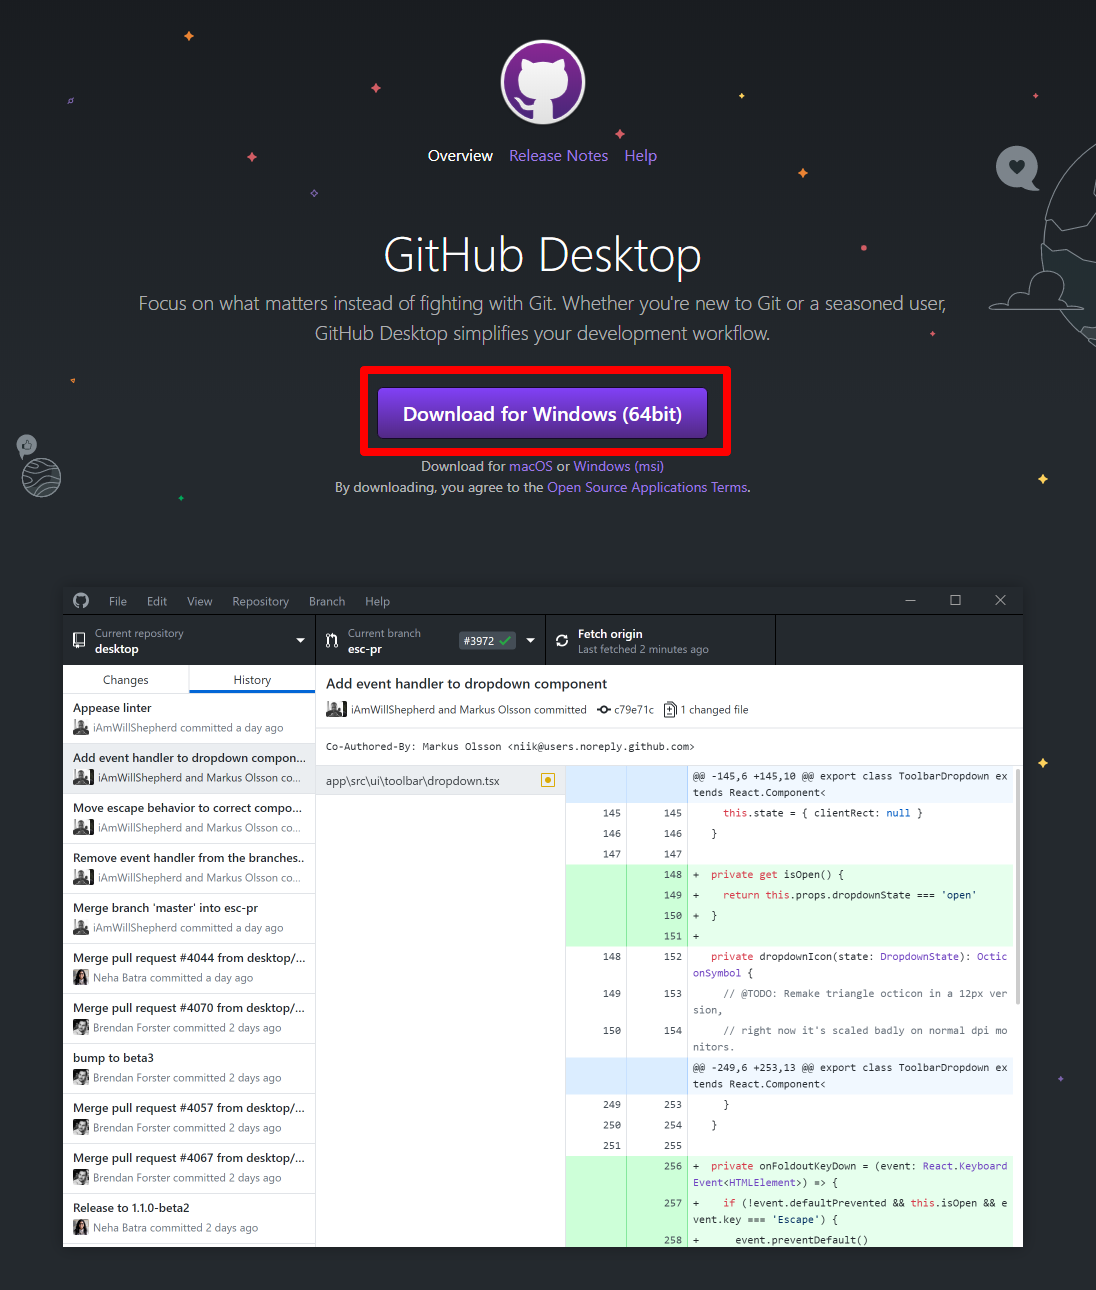 Overview Release Notes Help
GitHub Desktop
Focus on what matters instead of fighting with Git. Whether you're new to Git or a seasoned user,
GitHub Desktop simplifies your development workflow.
Download for Windows (64bit)
Download for macOS or Windows (msi)
By downloading, you agree to the Open Source Applications Terms.
File Edit View Repository Branch Help
Current repository
desktop
Current branch
esc-pr
#3972
Fetch origin
Last fetched 2 minutes ago
Changes History
Appease linter
iAmWillShepherd committed a day ago
Add event handler to dropdown compon...
iAmWillShepherd and Markus Olsson co...
Move escape behavior to correct compo...
iAmWillShepherd and Markus Olsson co...
Remove event handler from the branches..
iAmWillShepherd and Markus Olsson co...
Merge branch 'master' into esc-pr
iAmWillShepherd committed a day ago
Merge pull request #4044 from desktop/...
Neha Batra committed a day ago
Merge pull request #4070 from desktop/...
Brendan Forster committed 2 days ago
bump to beta3
Brendan Forster committed 2 days ago
Merge pull request #4057 from desktop/...
Brendan Forster committed 2 days ago
Merge pull request #4067 from desktop/...
Brendan Forster committed 2 days ago
Release to 1.1.0-beta2
Neha Batra committed 2 days ago
Add event handler to dropdown component
iAmWillShepherd and Markus Olsson committed c79e71c 1 changed file
Co-Authored-By: Markus Olsson <niik@users.noreply.github.com>
app\src\ui\toolbar\dropdown.tsx
@@ -145,6 +145,10 @@ export class ToolbarDropdown ex
tends React.Component<
145 145 this.state = { clientRect: null }
146 146 }
147 147
148 + private get isOpen() {
149 + return this.props.dropdownState === 'open'
150 + }
151 +
148 152 private dropdownIcon(state: DropdownState): Octic
onSymbol {
149 153 // @TODO: Remake triangle octicon in a 12px ver
sion,
150 154 // right now it's scaled badly on normal dpi mo
nitors.
@@ -249,6 +253,13 @@ export class ToolbarDropdown ex
tends React.Component<
249 253 }
250 254 }
251 255
256 + private onFoldoutKeyDown = (event: React.Keyboard
Event<HTMLElement>) => {
257 + if (!event.defaultPrevented && this.isOpen && e
vent.key === 'Escape') {
258 + event.preventDefault()